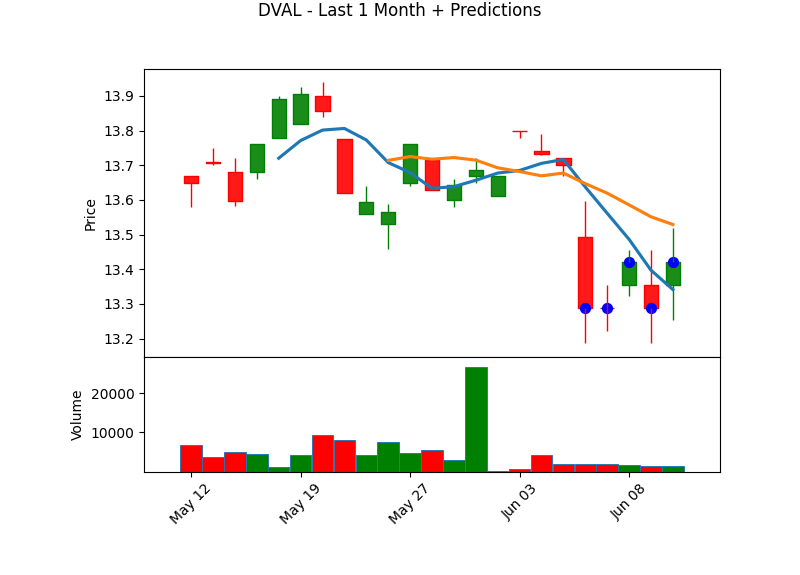 DVAL - Last 1 Month + Predictions
13.9
13.8
13.7
13.6
13.5
13.4
13.3
13.2
Price
20000
10000
Volume
May 12
May 19
May 27
Jun 03
Jun 08